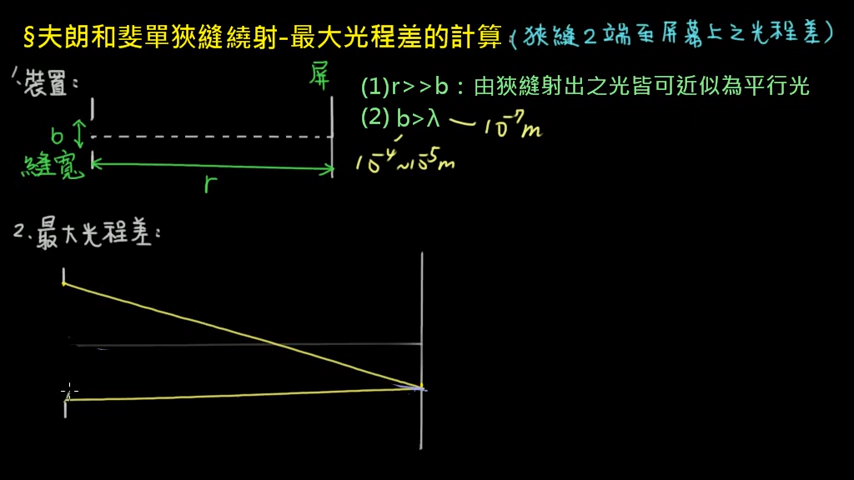 §夫朗和斐單狹縫繞射-最大光程差的計算(狹縫2端至屏幕上之光程差)
1.裝置:
屏
(1)r>>b：由狹縫射出之光皆可近似為平行光
(2) b>λ — 10⁻⁷m
b
縫寬
10⁻⁴~10⁻⁵m
r
2.最大光程差: